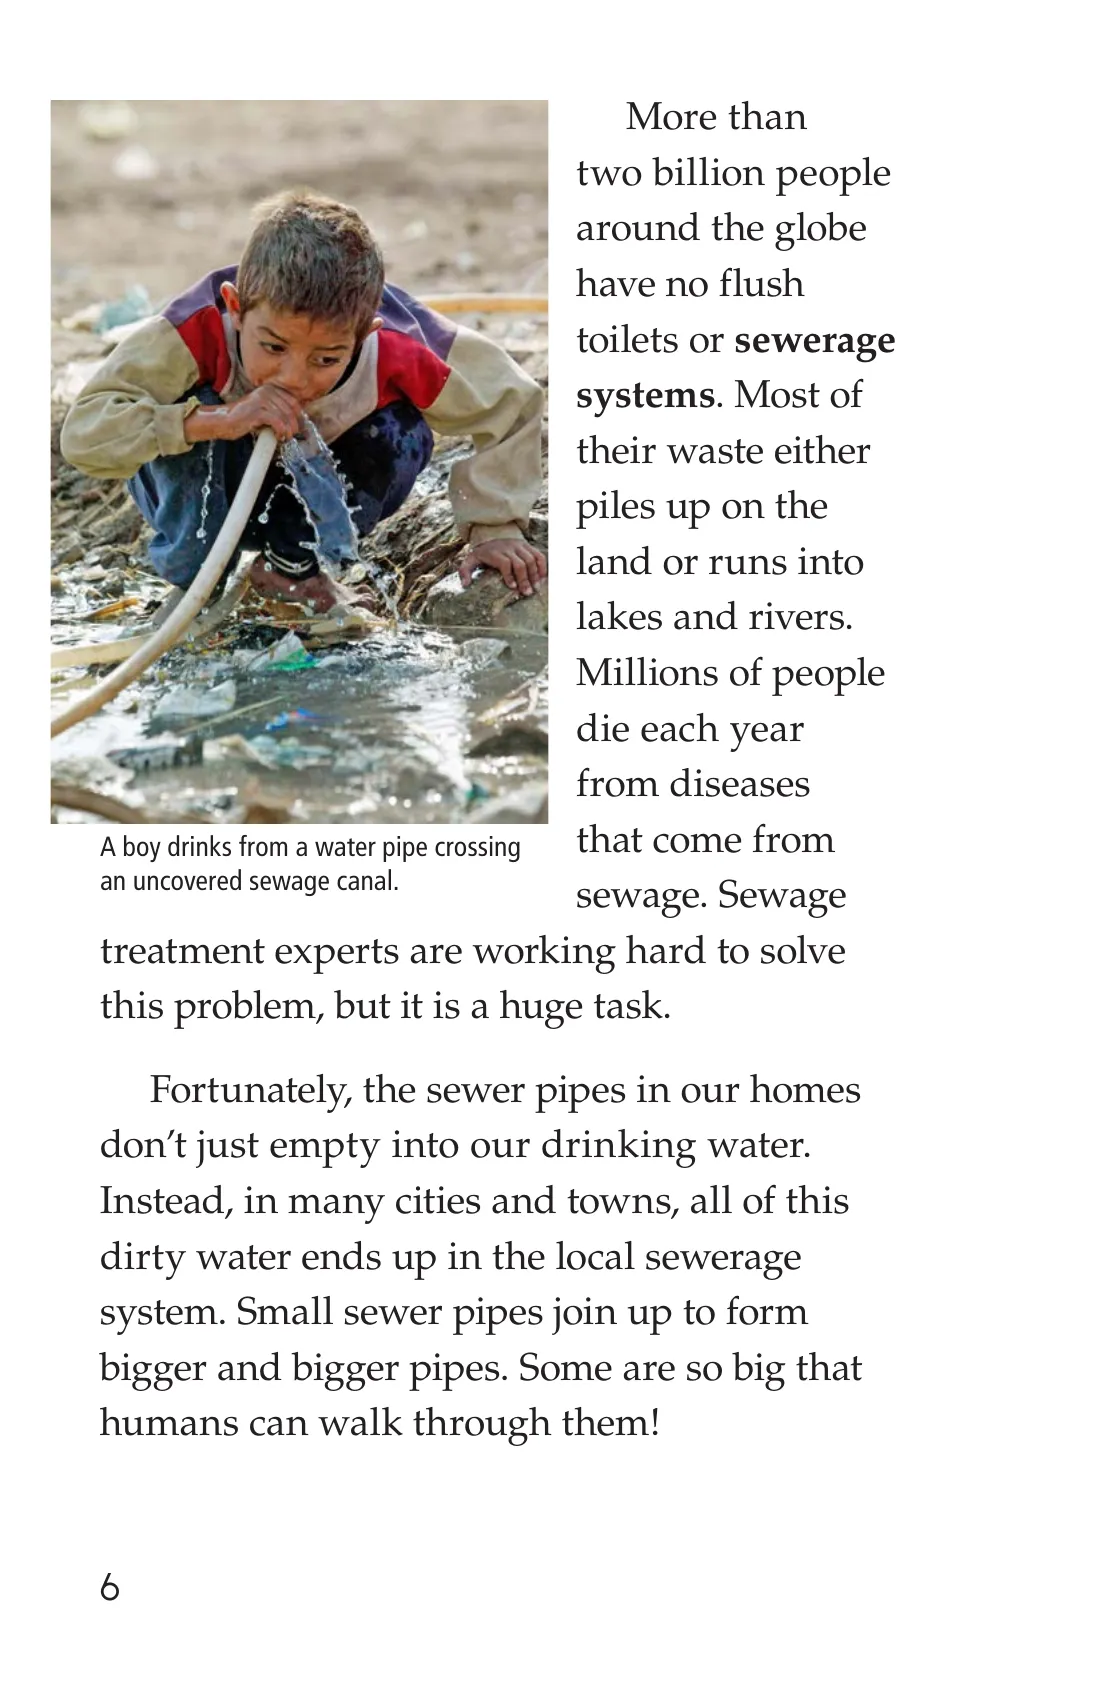 More than
two billion people
around the globe
have no flush
toilets or sewerage
systems. Most of
their waste either
piles up on the
land or runs into
lakes and rivers.
Millions of people
die each year
from diseases
that come from
sewage. Sewage
treatment experts are working hard to solve
this problem, but it is a huge task.
A boy drinks from a water pipe crossing
an uncovered sewage canal.
Fortunately, the sewer pipes in our homes
don’t just empty into our drinking water.
Instead, in many cities and towns, all of this
dirty water ends up in the local sewerage
system. Small sewer pipes join up to form
bigger and bigger pipes. Some are so big that
humans can walk through them!
6